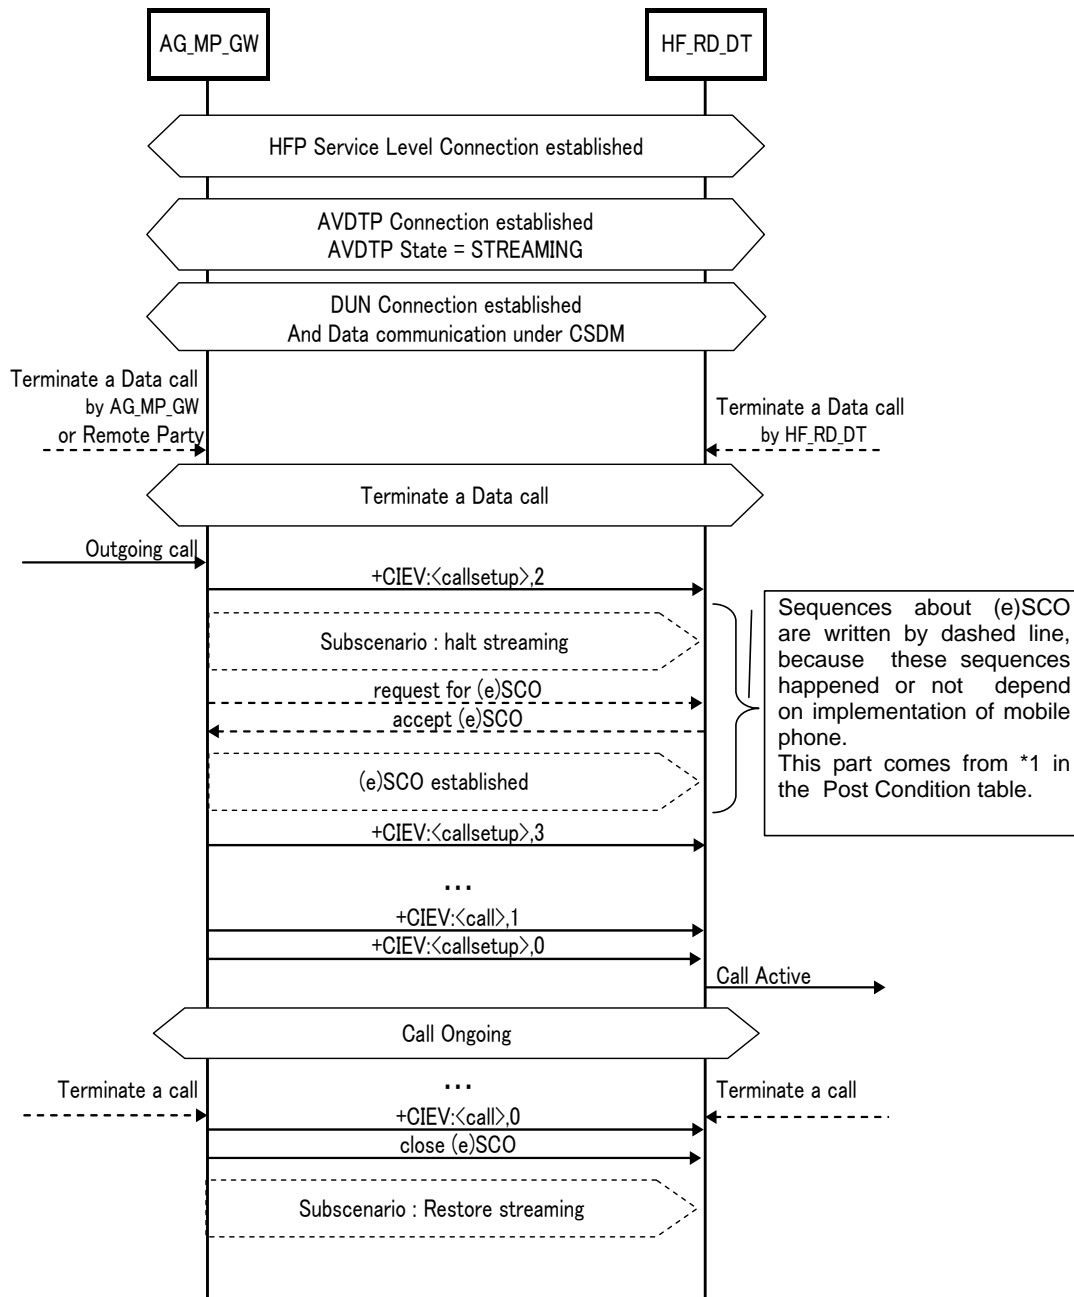 AG_MP_GW
HF_RD_DT
HFP Service Level Connection established
AVDTP Connection established
AVDTP State = STREAMING
DUN Connection established
And Data communication under CSDM
Terminate a Data call
by AG_MP_GW
or Remote Party
Terminate a Data call
by HF_RD_DT
Terminate a Data call
Outgoing call
+CIEV:<callsetup>,2
Subscenario : halt streaming
request for (e)SCO
accept (e)SCO
(e)SCO established
Sequences about (e)SCO
are written by dashed line,
because these sequences
happened or not depend
on implementation of mobile
phone.
This part comes from *1 in
the Post Condition table.
+CIEV:<callsetup>,3
...
+CIEV:<call>,1
+CIEV:<callsetup>,0
Call Active
Call Ongoing
...
Terminate a call
Terminate a call
+CIEV:<call>,0
close (e)SCO
Subscenario : Restore streaming